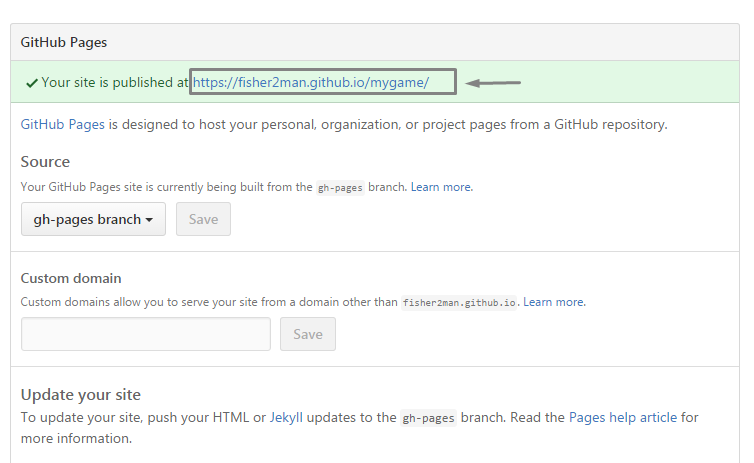 GitHub Pages
Your site is published at https://fisher2man.github.io/mygame/
GitHub Pages is designed to host your personal, organization, or project pages from a GitHub repository.
Source
Your GitHub Pages site is currently being built from the gh-pages branch. Learn more.
gh-pages branch Save
Custom domain
Custom domains allow you to serve your site from a domain other than fisher2man.github.io. Learn more.
Save
Update your site
To update your site, push your HTML or Jekyll updates to the gh-pages branch. Read the Pages help article for
more information.